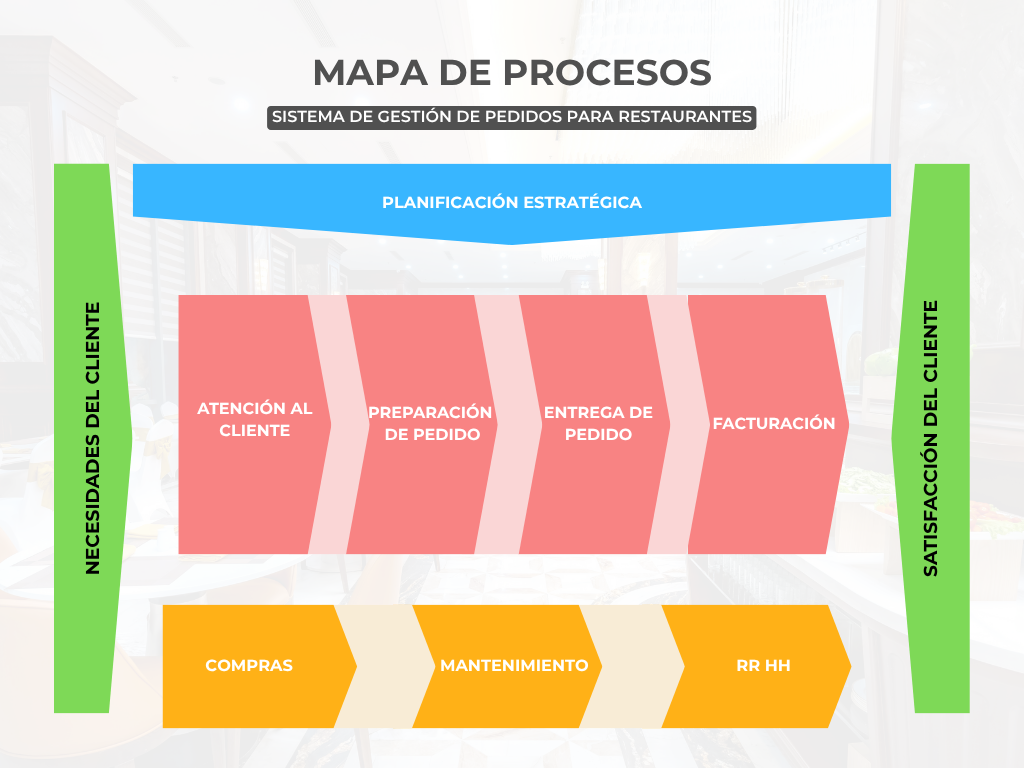 MAPA DE PROCESOS
SISTEMA DE GESTIÓN DE PEDIDOS PARA RESTAURANTES
PLANIFICACIÓN ESTRATÉGICA
NECESIDADES DEL CLIENTE
ATENCIÓN AL
CLIENTE
PREPARACIÓN
DE PEDIDO
ENTREGA DE
PEDIDO
FACTURACIÓN
SATISFACCIÓN DEL CLIENTE
COMPRAS
MANTENIMIENTO
RR HH